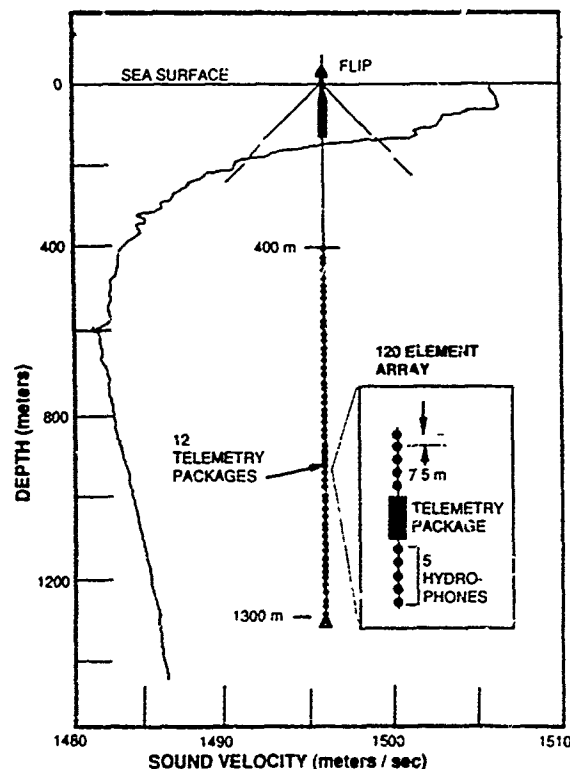 FLIP
SEA SURFACE
0
400
400 m
120 ELEMENT
ARRAY
800
12
TELEMETRY
PACKAGES
7 5 m
TELEMETRY
PACKAGE
5
HYDRO-
PHONES
1200
1300 m
DEPTH (meters)
1480
1490
1500
1510
SOUND VELOCITY (meters / sec)